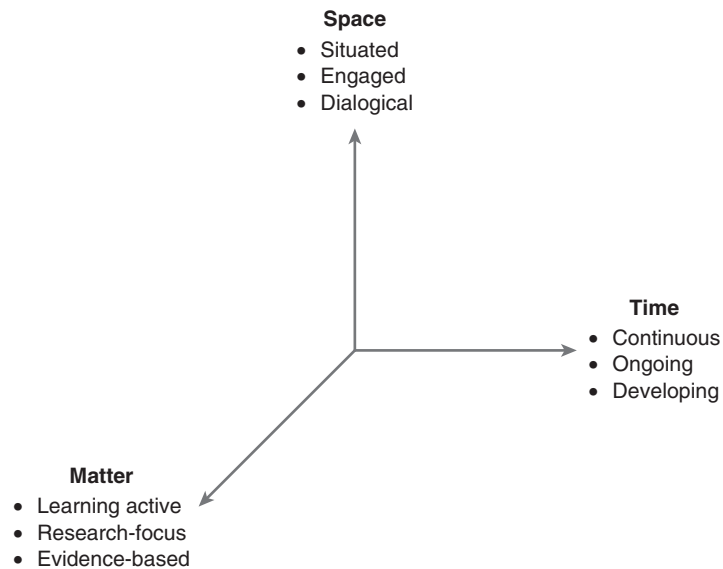 Space
• Situated
• Engaged
• Dialogical
Time
• Continuous
• Ongoing
• Developing
Matter
• Learning active
• Research-focus
• Evidence-based